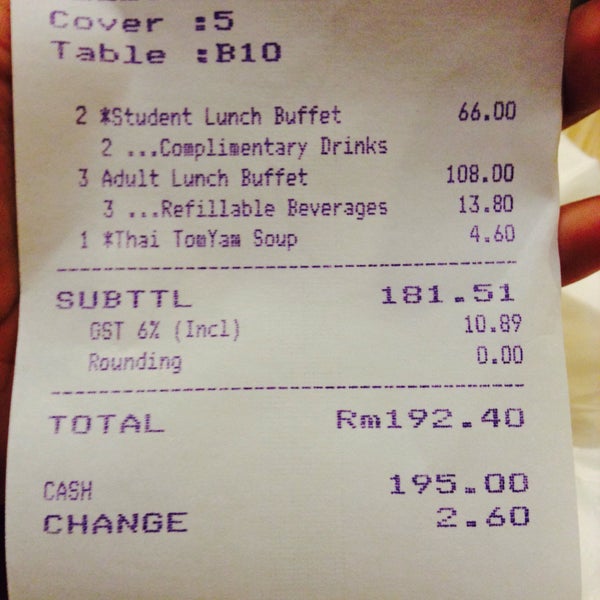 Cover :5
Table :B10
2 *Student Lunch Buffet 66.00
2 ...Complimentary Drinks
3 Adult Lunch Buffet 108.00
3 ...Refillable Beverages 13.80
1 *Thai TomYam Soup 4.60
SUBTTL 181.51
GST 6% (Incl) 10.89
Rounding 0.00
TOTAL Rm192.40
CASH 195.00
CHANGE 2.60